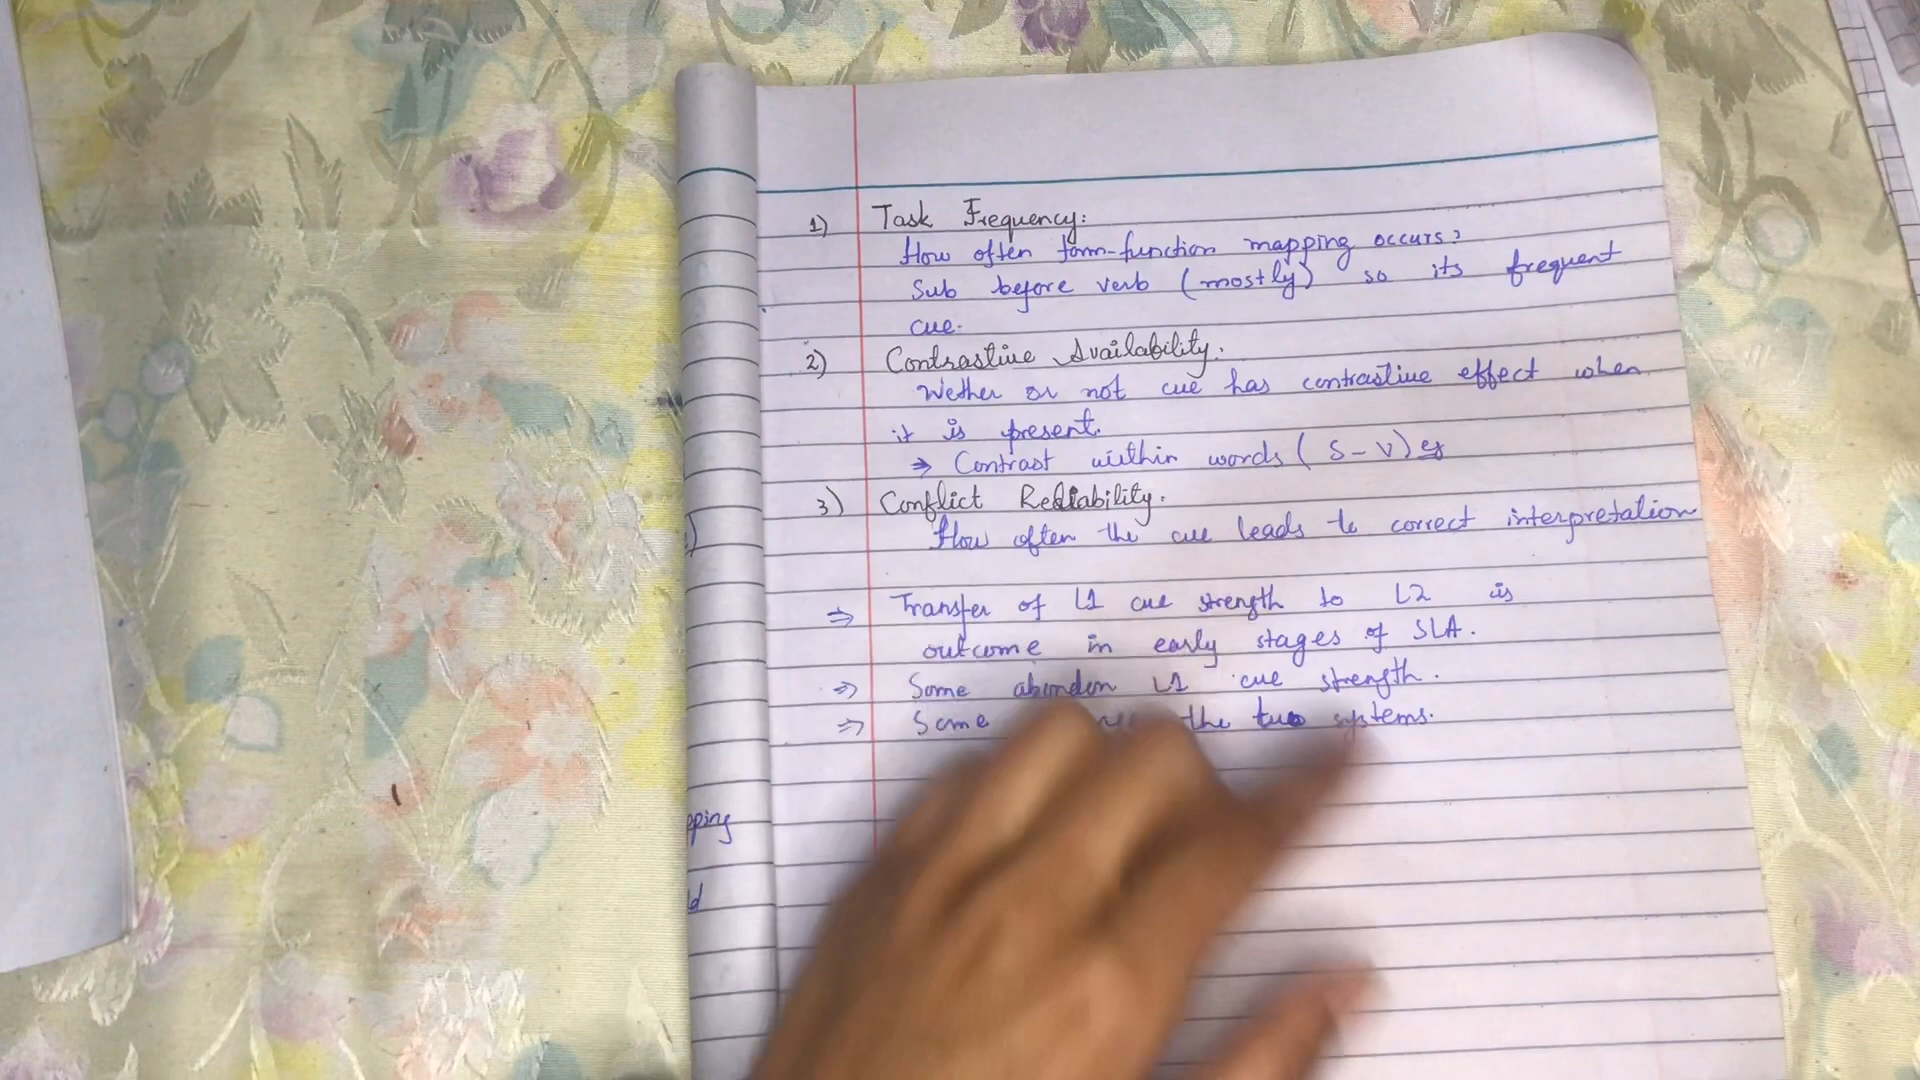 1) Task Frequency:
How often form-function mapping occurs?
Sub before verb (mostly) so its frequent
cue.
2) Contrastive Availability.
Wether or not cue has contrastive effect when
it is present.
⇒ Contrast within words (S-V) eg
3) Conflict Reliability.
How often the cue leads to correct interpretation
⇒ Transfer of L1 cue strength to L2 is
outcome in early stages of SLA.
⇒ Some abondon L1 cue strength.
⇒ Some the two systems.
pping
d